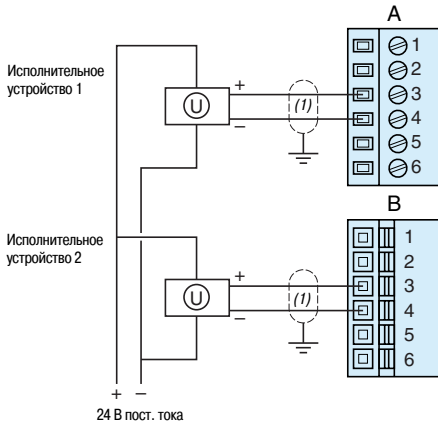 A
1
2
3
4
5
6
Исполнительное
устройство 1
U
+
−
(1)
B
1
2
3
4
5
6
Исполнительное
устройство 2
U
+
−
(1)
+ −
24 В пост. тока